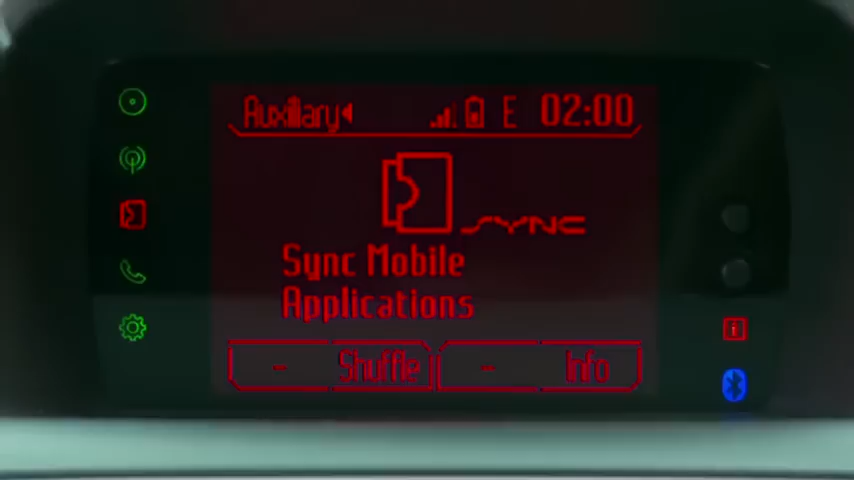 Auxiliary E 02:00
SYNC
Sync Mobile
Applications
- Shuffle - Info
i